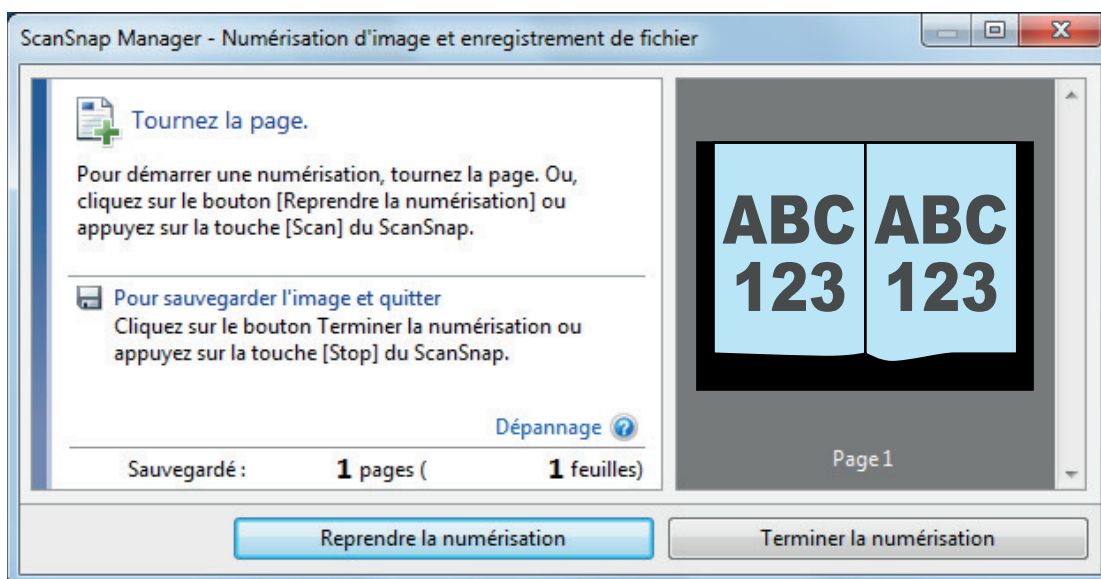 ScanSnap Manager - Numérisation d'image et enregistrement de fichier
Tournez la page.
Pour démarrer une numérisation, tournez la page. Ou,
cliquez sur le bouton [Reprendre la numérisation] ou
appuyez sur la touche [Scan] du ScanSnap.
Pour sauvegarder l'image et quitter
Cliquez sur le bouton Terminer la numérisation ou
appuyez sur la touche [Stop] du ScanSnap.
Dépannage
Sauvegardé : 1 pages ( 1 feuilles)
ABC ABC
123 123
Page 1
Reprendre la numérisation Terminer la numérisation